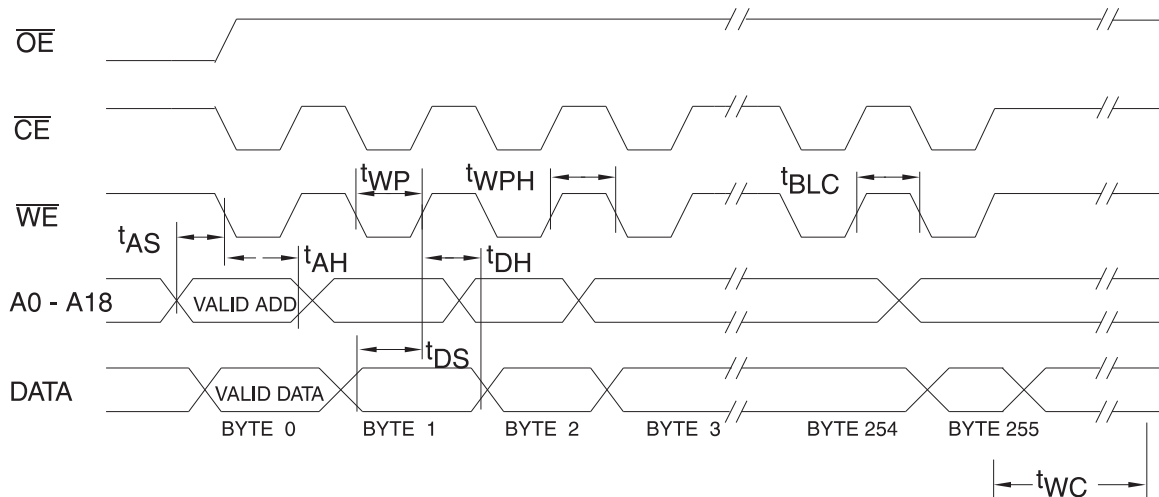 OE
CE
tWP tWPH tBLC
WE
tAS
tAH tDH
A0 - A18 VALID ADD
tDS
DATA VALID DATA
BYTE 0 BYTE 1 BYTE 2 BYTE 3 BYTE 254 BYTE 255
tWC